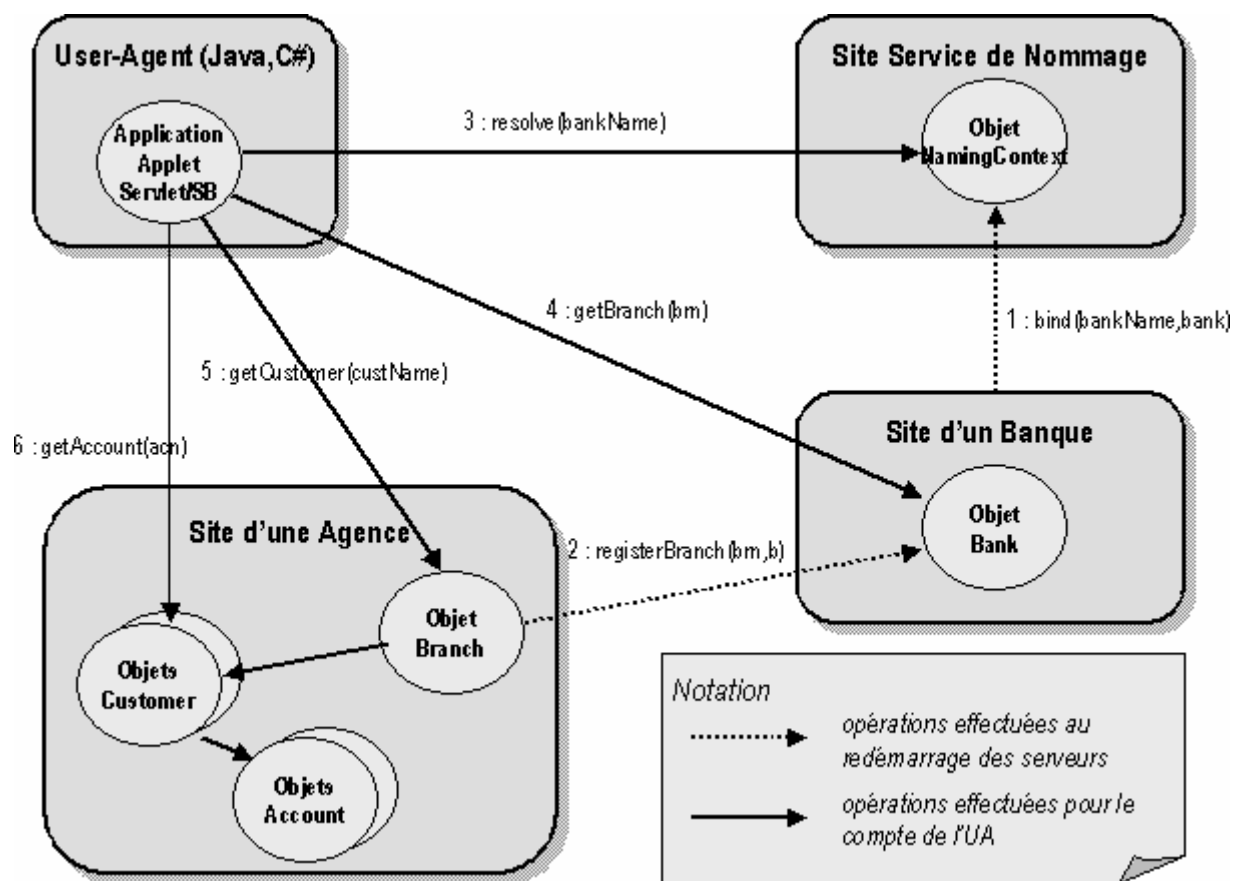 User-Agent (Java,C#)
Application
Applet
Servlet/SB
Site Service de Nommage
Objet
NamingContext
3 : resolve(bankName)
4 : getBranch(brn)
1 : bind(bankName,bank)
5 : getCustomer(custName)
6 : getAccount(acn)
Site d'un Banque
Objet
Bank
Site d'une Agence
2 : registerBranch(brn,b)
Objet
Branch
Objets
Customer
Objets
Account
Notation
opérations effectuées au
redémarrage des serveurs
opérations effectuées pour le
compte de l'UA